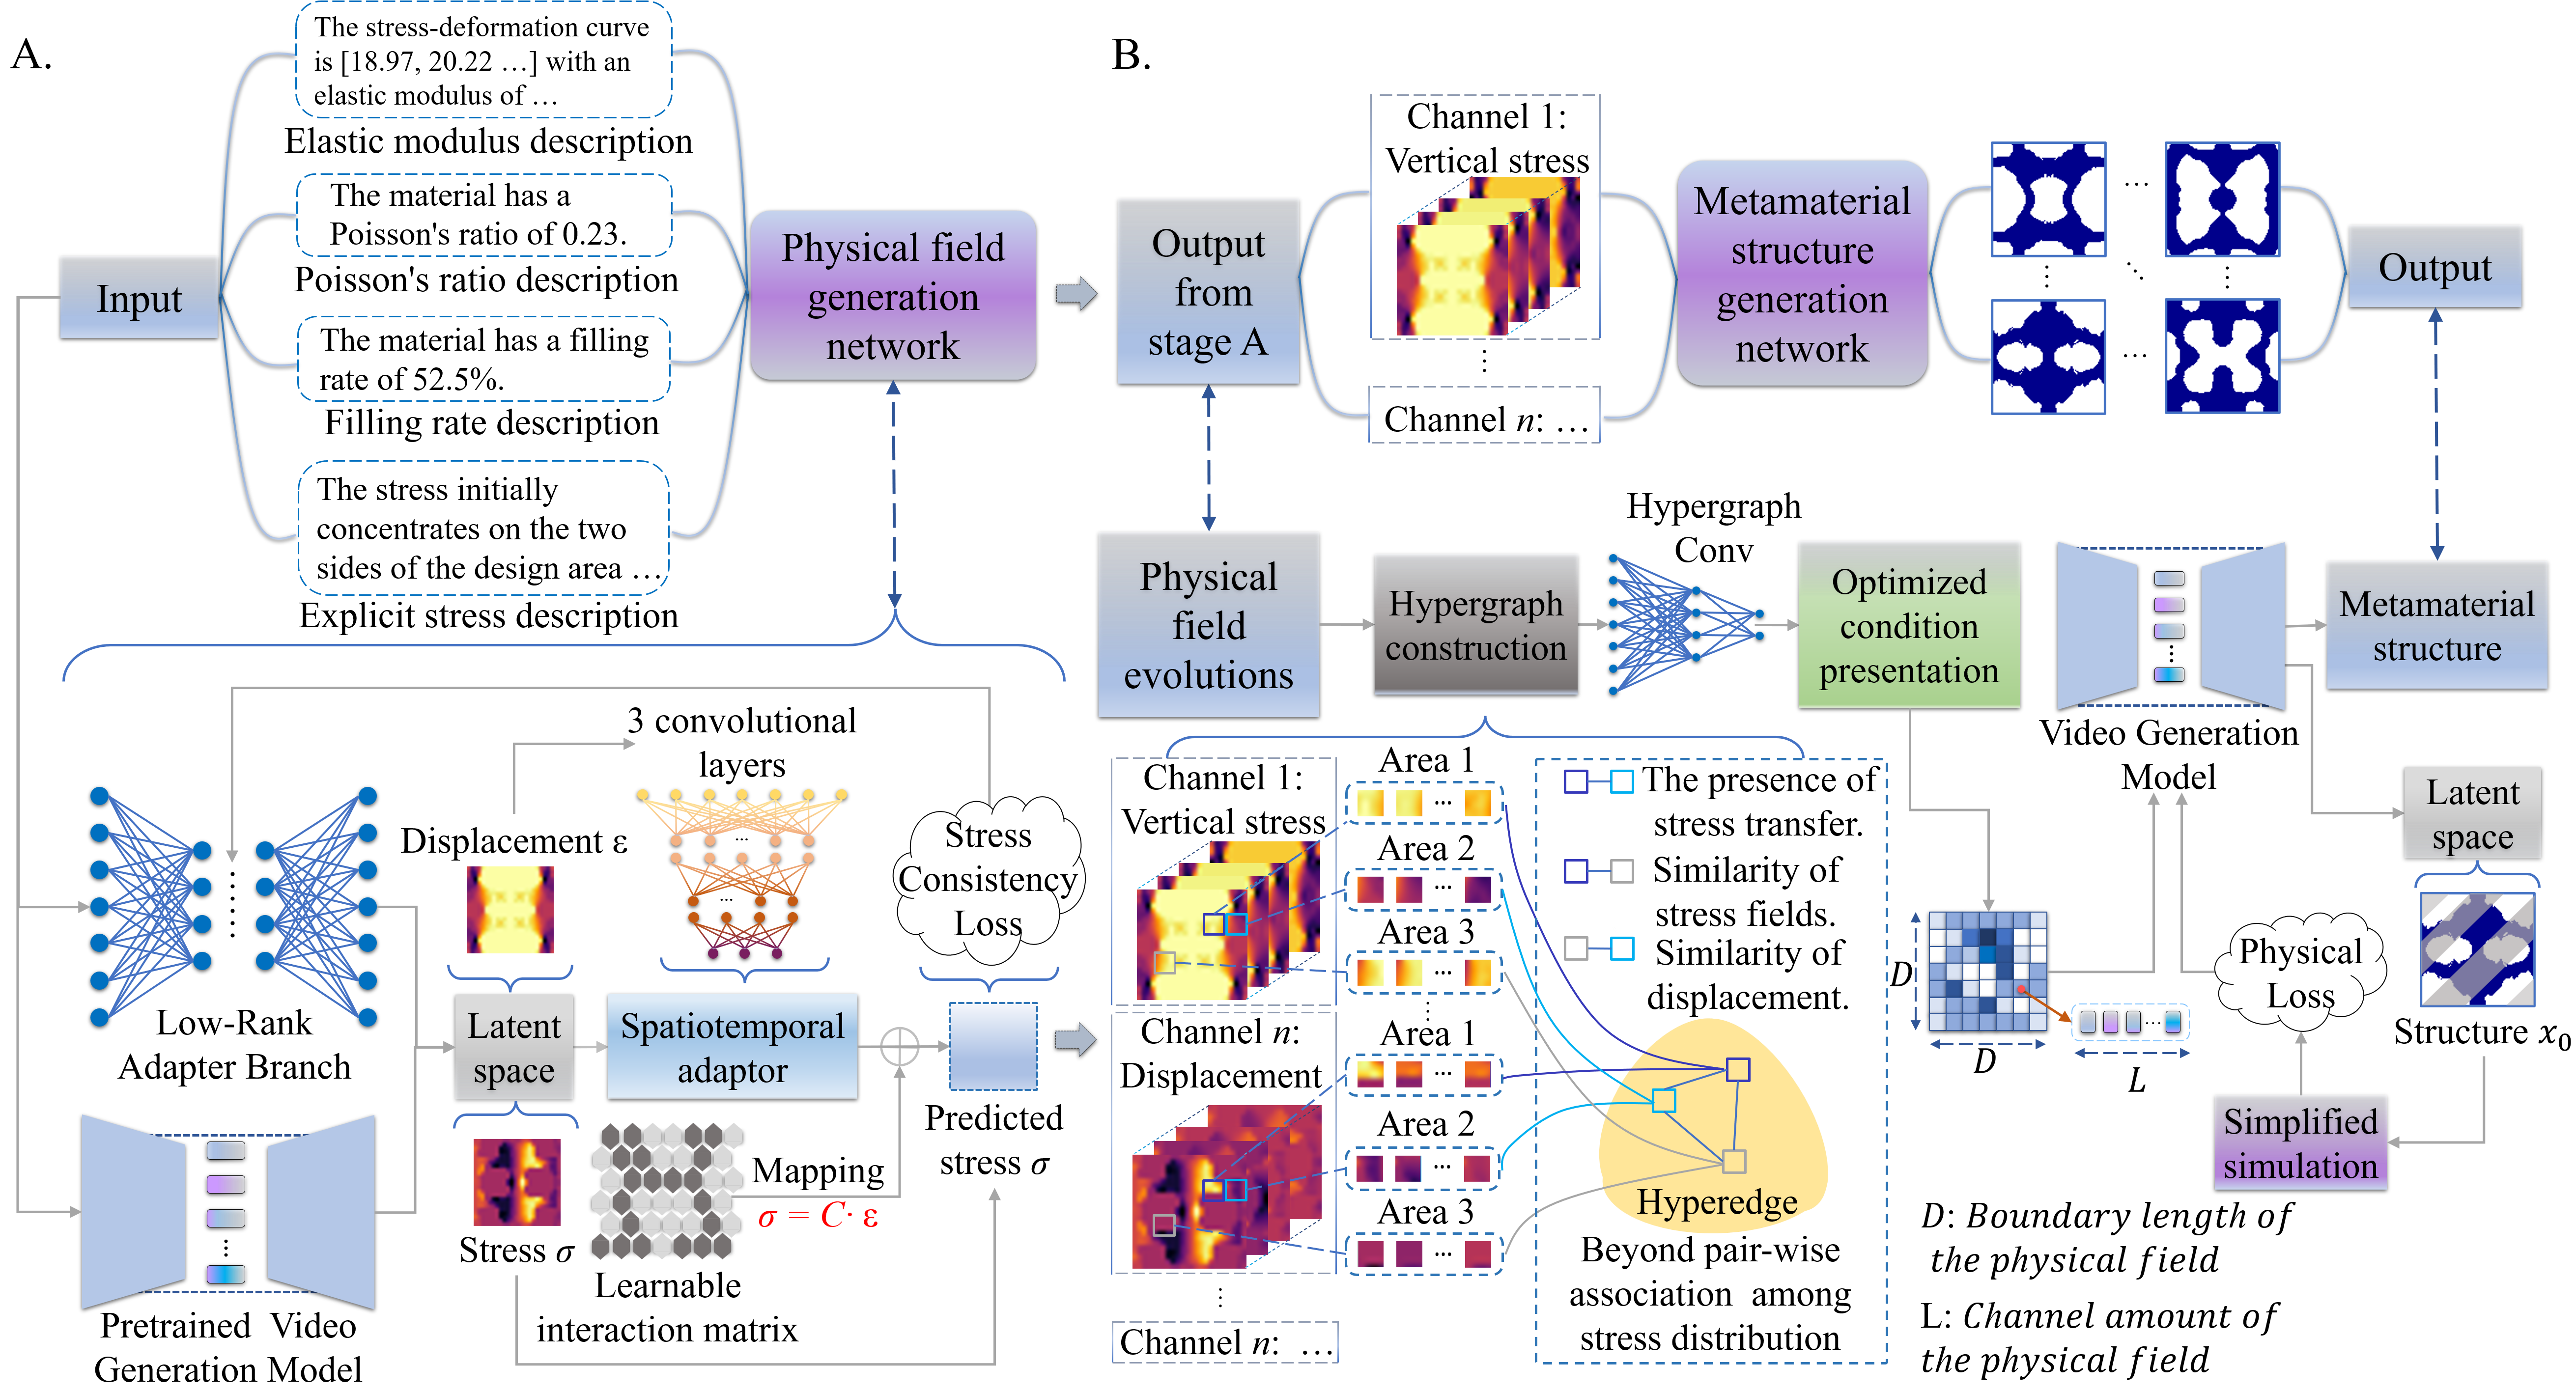 A.
The stress-deformation curve
is [18.97, 20.22 …] with an
elastic modulus of …
Elastic modulus description
The material has a
Poisson's ratio of 0.23.
Poisson's ratio description
The material has a filling
rate of 52.5%.
Filling rate description
The stress initially
concentrates on the two
sides of the design area …
Explicit stress description
Input
Physical field
generation
network
3 convolutional
layers
Displacement ε
Stress
Consistency
Loss
Low-Rank
Adapter Branch
Latent
space
Spatiotemporal
adaptor
Predicted
stress σ
Mapping
σ = C· ε
Stress σ
Learnable
interaction matrix
Pretrained Video
Generation Model
B.
Output
from
stage A
Channel 1:
Vertical stress
Channel n: …
Metamaterial
structure
generation
network
Output
Physical
field
evolutions
Hypergraph
construction
Hypergraph
Conv
Optimized
condition
presentation
Video Generation
Model
Metamaterial
structure
Channel 1:
Vertical stress
Area 1
Area 2
Area 3
Channel n:
Displacement
Area 1
Area 2
Area 3
Channel n: …
The presence of
stress transfer.
Similarity of
stress fields.
Similarity of
displacement.
Hyperedge
Beyond pair-wise
association among
stress distribution
D
D
L
Latent
space
Physical
Loss
Structure x₀
Simplified
simulation
D: Boundary length of
the physical field
L: Channel amount of
the physical field